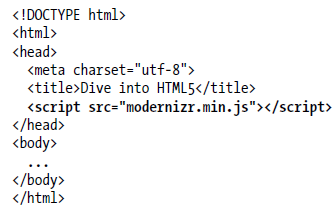 <!DOCTYPE html>
<html>
<head>
<meta charset="utf-8">
<title>Dive into HTML5</title>
<script src="modernizr.min.js"></script>
</head>
<body>
...
</body>
</html>